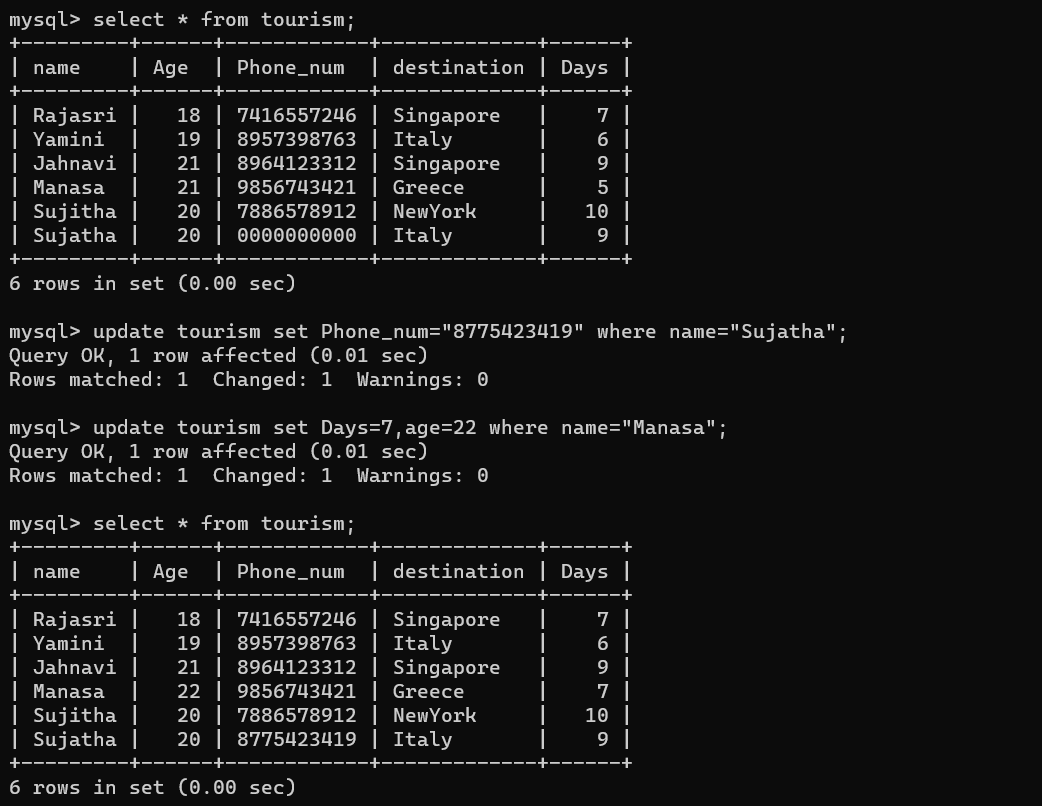 mysql> select * from tourism;
+---------+------+------------+-------------+------+
| name    | Age  | Phone_num  | destination | Days |
+---------+------+------------+-------------+------+
| Rajasri |   18 | 7416557246 | Singapore   |    7 |
| Yamini  |   19 | 8957398763 | Italy       |    6 |
| Jahnavi |   21 | 8964123312 | Singapore   |    9 |
| Manasa  |   21 | 9856743421 | Greece      |    5 |
| Sujitha |   20 | 7886578912 | NewYork     |   10 |
| Sujatha |   20 | 0000000000 | Italy       |    9 |
+---------+------+------------+-------------+------+
6 rows in set (0.00 sec)

mysql> update tourism set Phone_num="8775423419" where name="Sujatha";
Query OK, 1 row affected (0.01 sec)
Rows matched: 1  Changed: 1  Warnings: 0

mysql> update tourism set Days=7,age=22 where name="Manasa";
Query OK, 1 row affected (0.01 sec)
Rows matched: 1  Changed: 1  Warnings: 0

mysql> select * from tourism;
+---------+------+------------+-------------+------+
| name    | Age  | Phone_num  | destination | Days |
+---------+------+------------+-------------+------+
| Rajasri |   18 | 7416557246 | Singapore   |    7 |
| Yamini  |   19 | 8957398763 | Italy       |    6 |
| Jahnavi |   21 | 8964123312 | Singapore   |    9 |
| Manasa  |   22 | 9856743421 | Greece      |    7 |
| Sujitha |   20 | 7886578912 | NewYork     |   10 |
| Sujatha |   20 | 8775423419 | Italy       |    9 |
+---------+------+------------+-------------+------+
6 rows in set (0.00 sec)